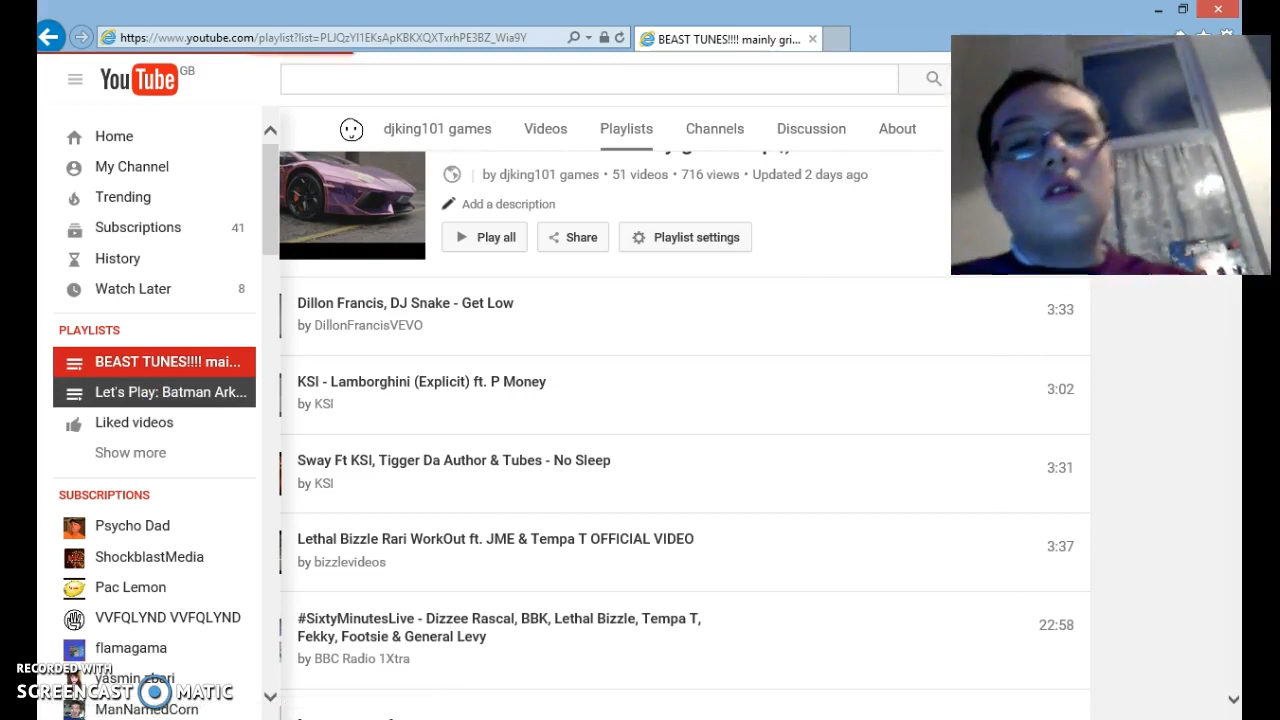 https://www.youtube.com/playlist?list=PLJQzYI1EKsApKBKXQXTxrhPE3BZ_Wia9Y
BEAST TUNES!!!! mainly gri...
YouTube GB
djking101 games
Videos
Playlists
Channels
Discussion
About
by djking101 games • 51 videos • 716 views • Updated 2 days ago
Add a description
Play all
Share
Playlist settings
Home
My Channel
Trending
Subscriptions 41
History
Watch Later 8
PLAYLISTS
BEAST TUNES!!!! mai...
Let's Play: Batman Ark...
Liked videos
Show more
SUBSCRIPTIONS
Psycho Dad
ShockblastMedia
Pac Lemon
VVFQLYND VVFQLYND
flamagama
yasmin zbari
ManNamedCorn
Dillon Francis, DJ Snake - Get Low
by DillonFrancisVEVO
3:33
KSI - Lamborghini (Explicit) ft. P Money
by KSI
3:02
Sway Ft KSI, Tigger Da Author & Tubes - No Sleep
by KSI
3:31
Lethal Bizzle Rari WorkOut ft. JME & Tempa T OFFICIAL VIDEO
by bizzlevideos
3:37
#SixtyMinutesLive - Dizzee Rascal, BBK, Lethal Bizzle, Tempa T,
Fekky, Footsie & General Levy
by BBC Radio 1Xtra
22:58
RECORDED WITH
SCREENCAST MATIC